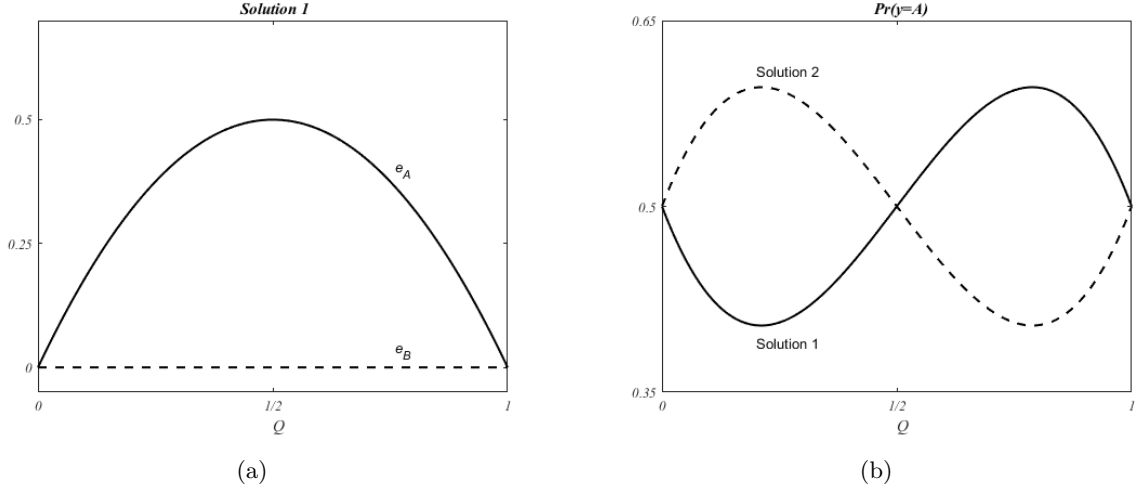 Solution 1
0.5
0.25
0
e_A
e_B
0
1/2
1
Q
(a)
Pr(y=A)
0.65
0.5
0.35
Solution 2
Solution 1
0
1/2
1
Q
(b)